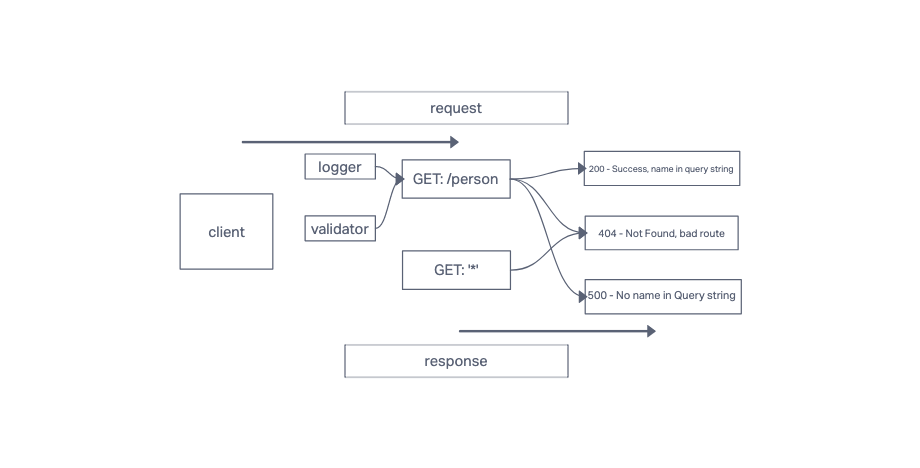 request
logger
GET: /person
200 - Success, name in query string
client
validator
404 - Not Found, bad route
GET: '*'
500 - No name in Query string
response